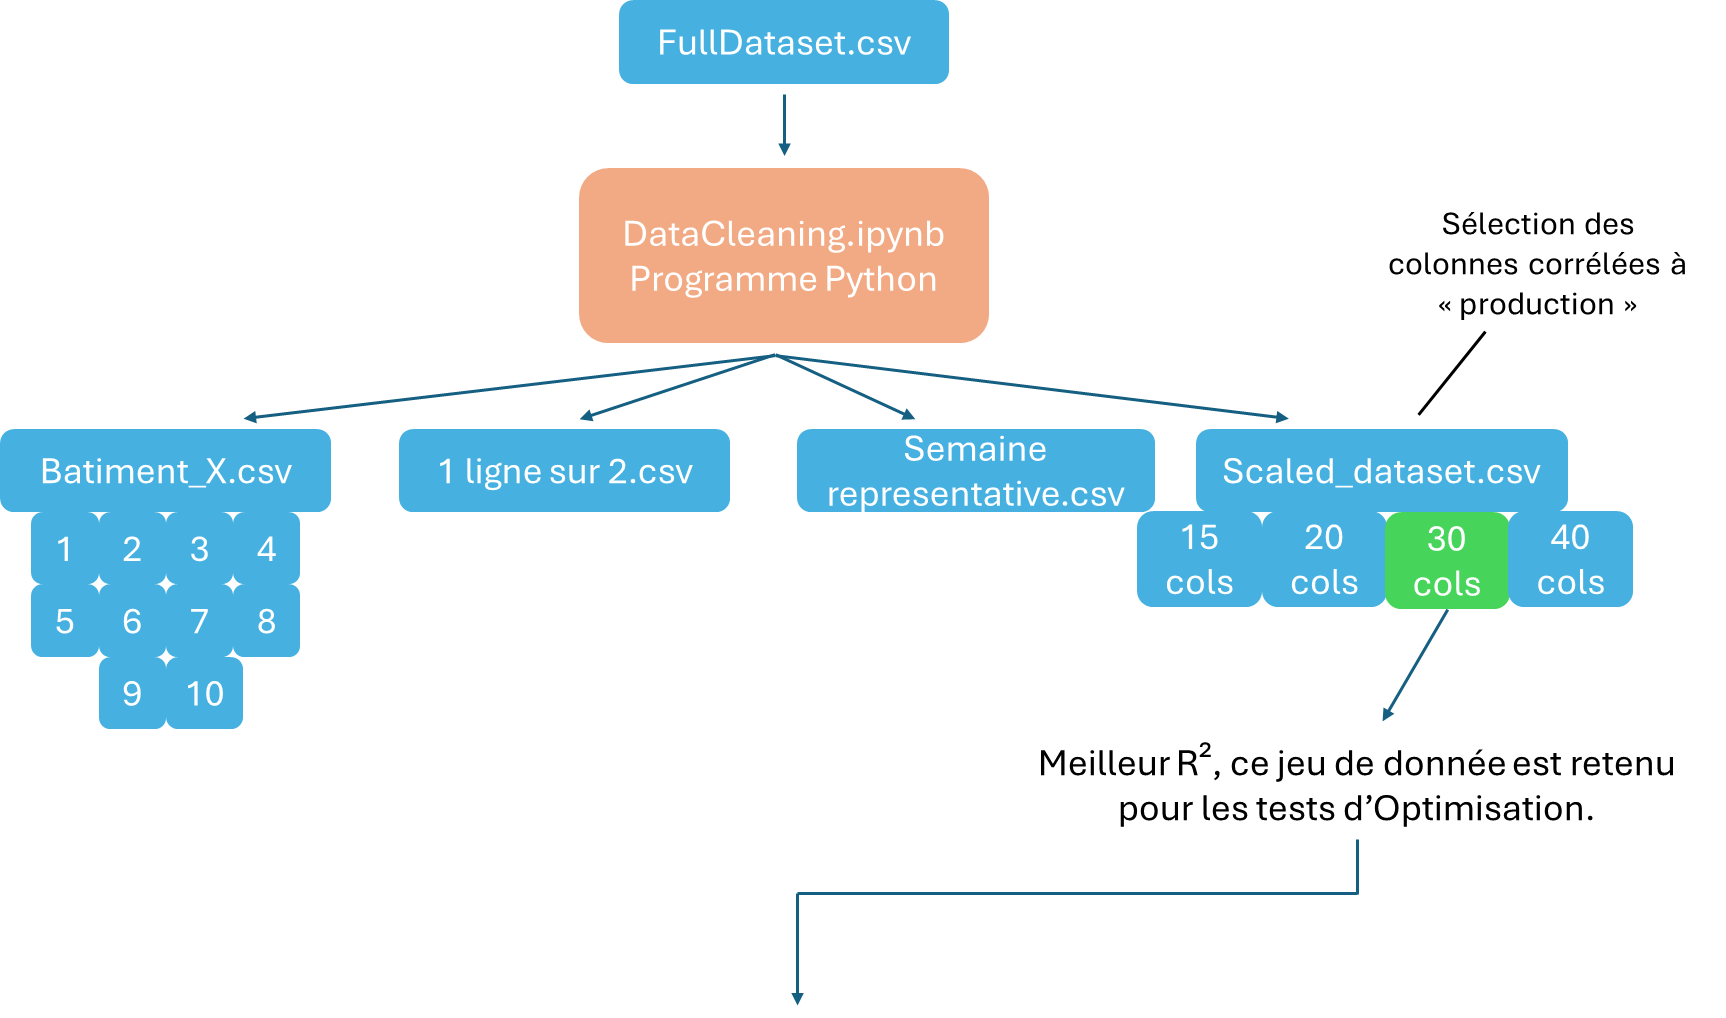 FullDataset.csv
DataCleaning.ipynb
Programme Python
Sélection des
colonnes corrélées à
« production »
Batiment_X.csv
1 ligne sur 2.csv
Semaine
representative.csv
Scaled_dataset.csv
1
2
3
4
5
6
7
8
9
10
15
cols
20
cols
30
cols
40
cols
Meilleur R², ce jeu de donnée est retenu
pour les tests d’Optimisation.